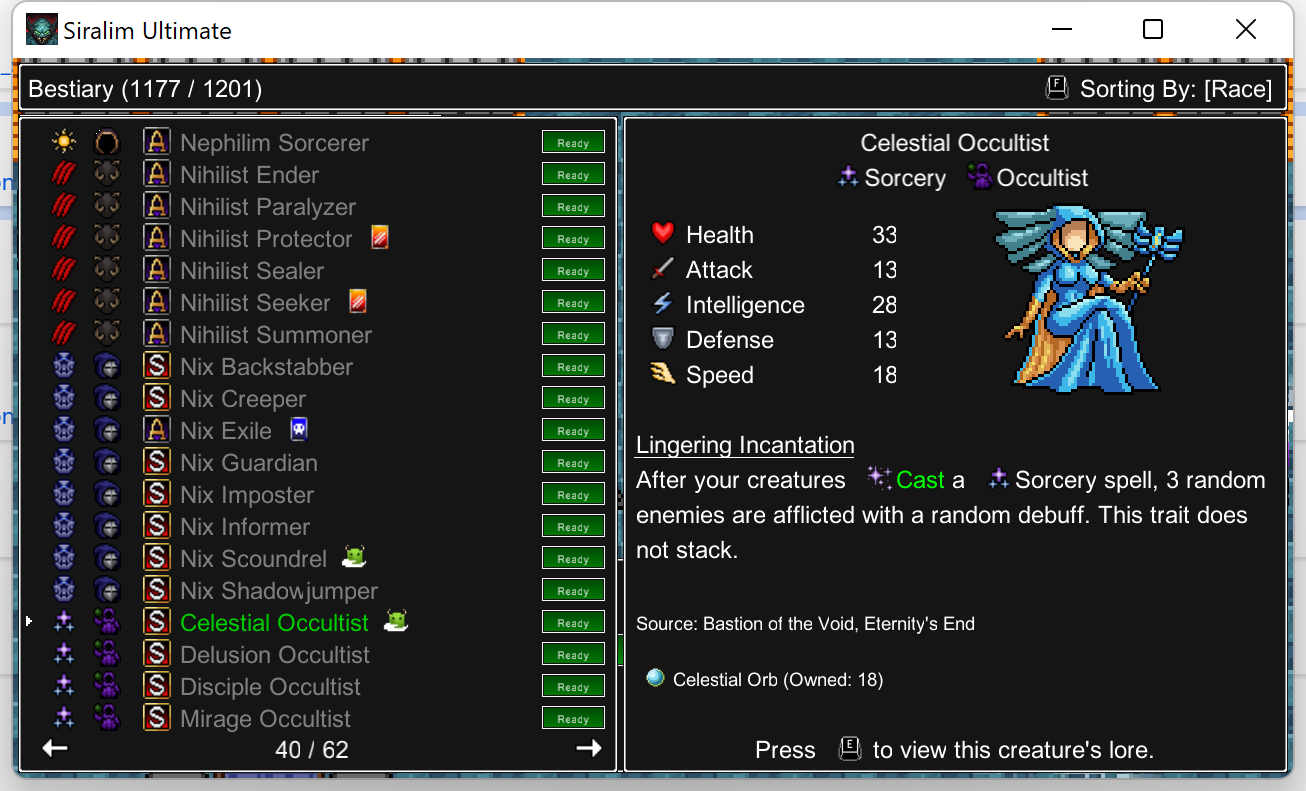 Siralim Ultimate
Bestiary (1177 / 1201)
F Sorting By: [Race]
A Nephilim Sorcerer Ready
A Nihilist Ender Ready
A Nihilist Paralyzer Ready
A Nihilist Protector Ready
A Nihilist Sealer Ready
A Nihilist Seeker Ready
A Nihilist Summoner Ready
S Nix Backstabber Ready
S Nix Creeper Ready
A Nix Exile Ready
S Nix Guardian Ready
S Nix Imposter Ready
S Nix Informer Ready
S Nix Scoundrel Ready
S Nix Shadowjumper Ready
S Celestial Occultist Ready
S Delusion Occultist Ready
S Disciple Occultist Ready
S Mirage Occultist Ready
40 / 62
Celestial Occultist
Sorcery Occultist
Health 33
Attack 13
Intelligence 28
Defense 13
Speed 18
Lingering Incantation
After your creatures Cast a Sorcery spell, 3 random
enemies are afflicted with a random debuff. This trait does
not stack.
Source: Bastion of the Void, Eternity's End
Celestial Orb (Owned: 18)
Press E to view this creature's lore.